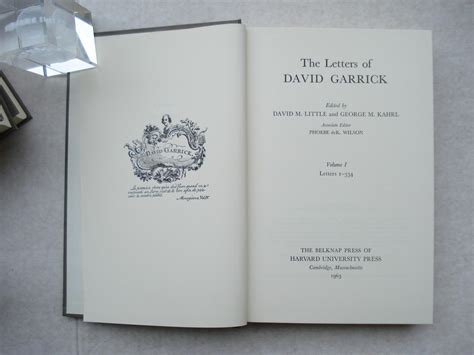 DAVID GARRICK
The Letters of
DAVID GARRICK
Edited by
DAVID M. LITTLE and GEORGE M. KAHRL
Associate Editor
PHOEBE deK. WILSON
Volume I
Letters 1-334
THE BELKNAP PRESS OF
HARVARD UNIVERSITY PRESS
Cambridge, Massachusetts
1963